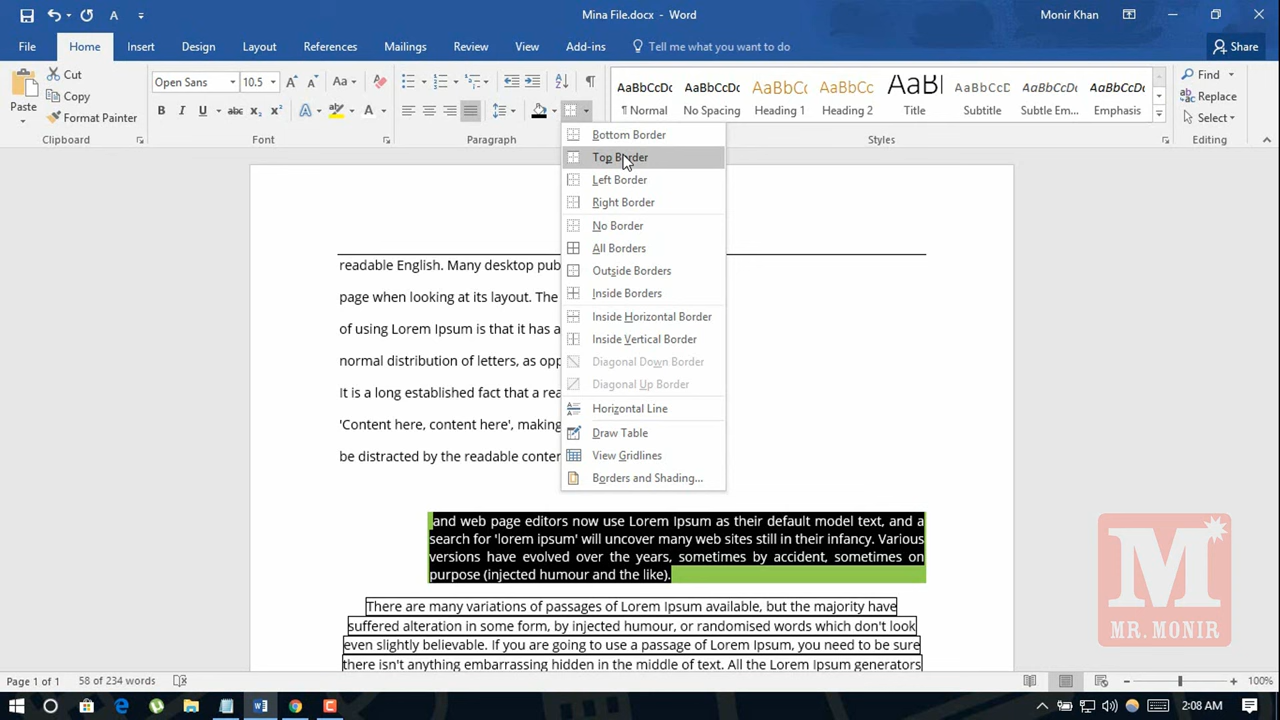 Mina File.docx - Word
Monir Khan
File Home Insert Design Layout References Mailings Review View Add-ins Tell me what you want to do Share
Paste
Cut
Copy
Format Painter
Clipboard
Open Sans 10.5
Aa
B I U abc X₂ X² A A
Font
Paragraph
AaBbCcDc AaBbCcDc AaBbCc AaBbCc AaBl AaBbCcDc AaBbCcDc AaBbCcDc
¶ Normal No Spacing Heading 1 Heading 2 Title Subtitle Subtle Em... Emphasis
Styles
Find
Replace
Select
Editing
Bottom Border
Top Border
Left Border
Right Border
No Border
All Borders
Outside Borders
Inside Borders
Inside Horizontal Border
Inside Vertical Border
Diagonal Down Border
Diagonal Up Border
Horizontal Line
Draw Table
View Gridlines
Borders and Shading...
readable English. Many desktop pub
page when looking at its layout. The
of using Lorem Ipsum is that it has a
normal distribution of letters, as opp
It is a long established fact that a rea
'Content here, content here', making
be distracted by the readable conter
and web page editors now use Lorem Ipsum as their default model text, and a
search for 'lorem ipsum' will uncover many web sites still in their infancy. Various
versions have evolved over the years, sometimes by accident, sometimes on
purpose (injected humour and the like).
There are many variations of passages of Lorem Ipsum available, but the majority have
suffered alteration in some form, by injected humour, or randomised words which don't look
even slightly believable. If you are going to use a passage of Lorem Ipsum, you need to be sure
there isn't anything embarrassing hidden in the middle of text. All the Lorem Ipsum generators
M
MR. MONIR
Page 1 of 1 58 of 234 words
100%
2:08 AM